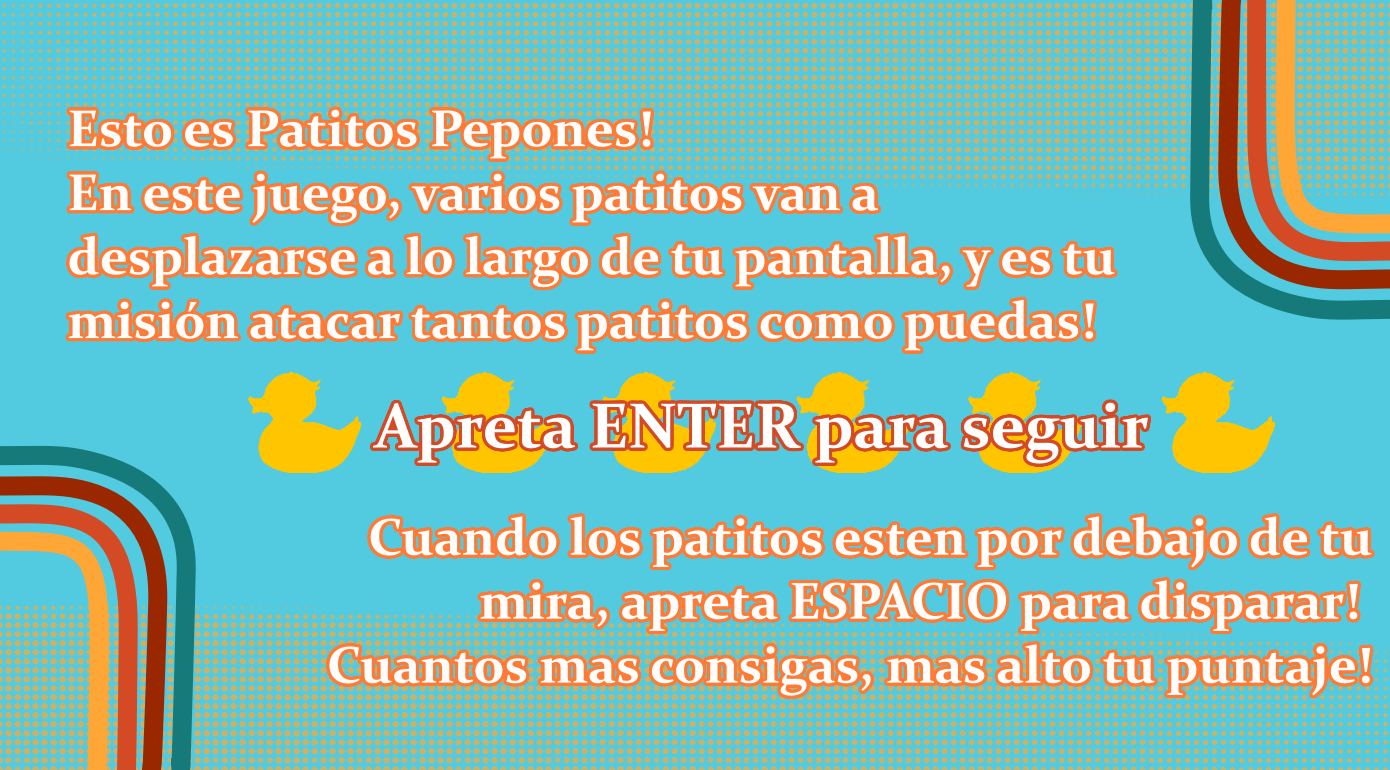 Esto es Patitos Pepones!
En este juego, varios patitos van a
desplazarse a lo largo de tu pantalla, y es tu
misión atacar tantos patitos como puedas!
Apreta ENTER para seguir
Cuando los patitos esten por debajo de tu
mira, apreta ESPACIO para disparar!
Cuantos mas consigas, mas alto tu puntaje!